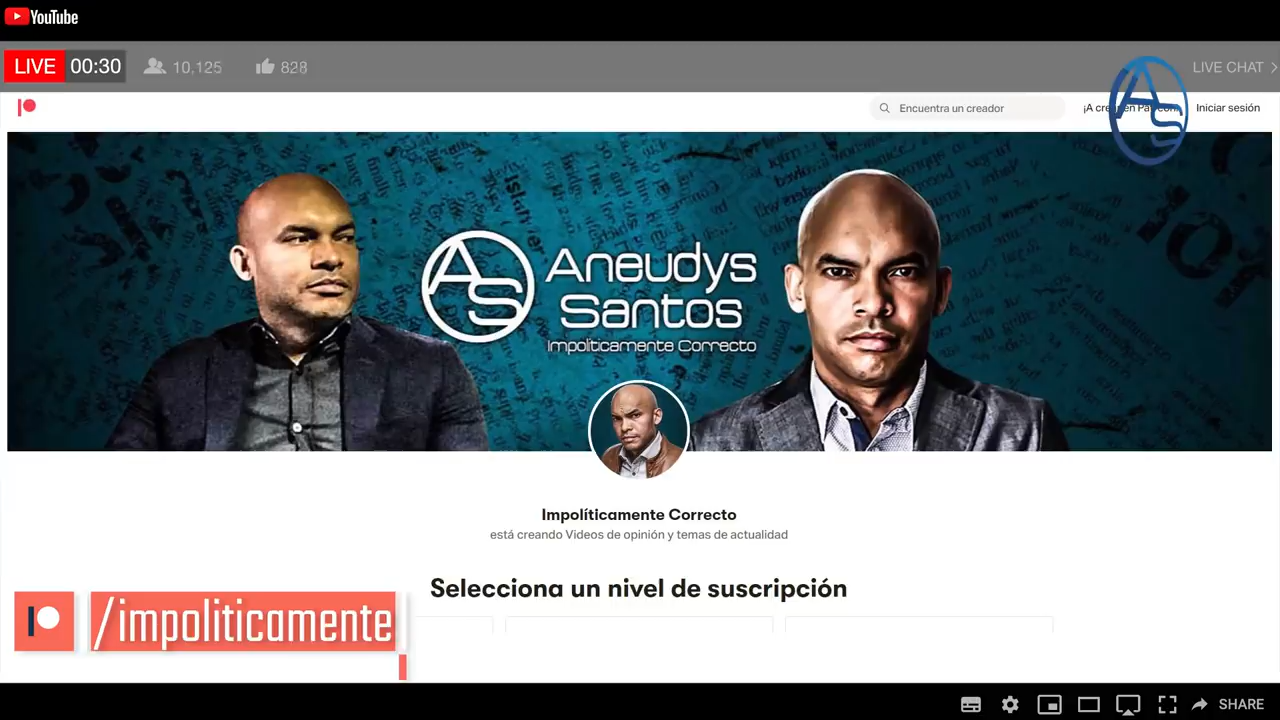 YouTube
LIVE 00:30 10,125 828 LIVE CHAT
Encuentra un creador Iniciar sesión
AS
Aneudys
Santos
Impolíticamente Correcto
Impolíticamente Correcto
está creando Videos de opinión y temas de actualidad
Selecciona un nivel de suscripción
/impoliticamente
SHARE